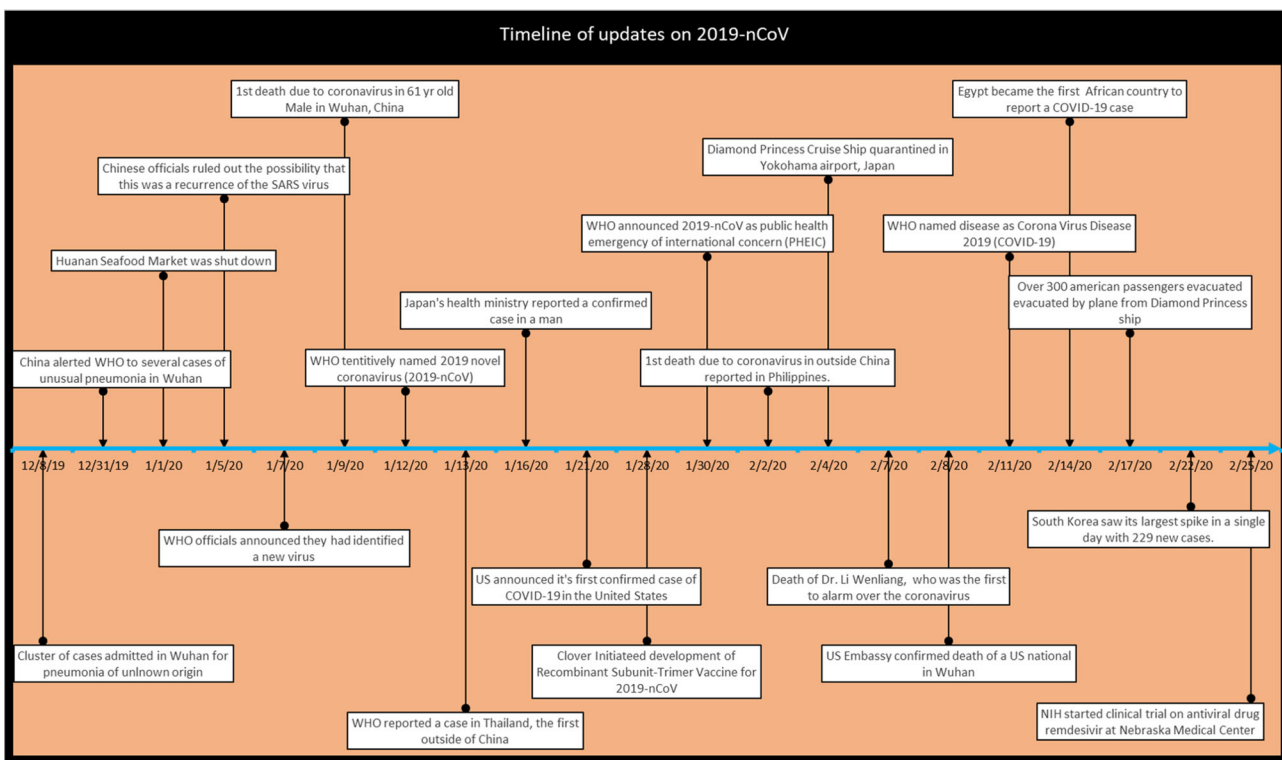 Timeline of updates on 2019-nCoV
1st death due to coronavirus in 61 yr old
Male in Wuhan, China
Egypt became the first African country to
report a COVID-19 case
Diamond Princess Cruise Ship quarantined in
Yokohama airport, Japan
Chinese officials ruled out the possibility that
this was a recurrence of the SARS virus
WHO announced 2019-nCoV as public health
emergency of international concern (PHEIC)
WHO named disease as Corona Virus Disease
2019 (COVID-19)
Huanan Seafood Market was shut down
Over 300 american passengers evacuated
evacuated by plane from Diamond Princess
ship
Japan's health ministry reported a confirmed
case in a man
China alerted WHO to several cases of
unusual pneumonia in Wuhan
WHO tentitively named 2019 novel
coronavirus (2019-nCoV)
1st death due to coronavirus in outside China
reported in Philippines.
12/8/19 12/31/19 1/1/20 1/5/20 1/7/20 1/9/20 1/12/20 1/13/20 1/16/20 1/21/20 1/28/20 1/30/20 2/2/20 2/4/20 2/7/20 2/8/20 2/11/20 2/14/20 2/17/20 2/22/20 2/25/20
WHO officials announced they had identified
a new virus
South Korea saw its largest spike in a single
day with 229 new cases.
US announced it's first confirmed case of
COVID-19 in the United States
Death of Dr. Li Wenliang, who was the first
to alarm over the coronavirus
Cluster of cases admitted in Wuhan for
pneumonia of unlnown origin
Clover Initiateed development of
Recombinant Subunit-Trimer Vaccine for
2019-nCoV
US Embassy confirmed death of a US national
in Wuhan
WHO reported a case in Thailand, the first
outside of China
NIH started clinical trial on antiviral drug
remdesivir at Nebraska Medical Center